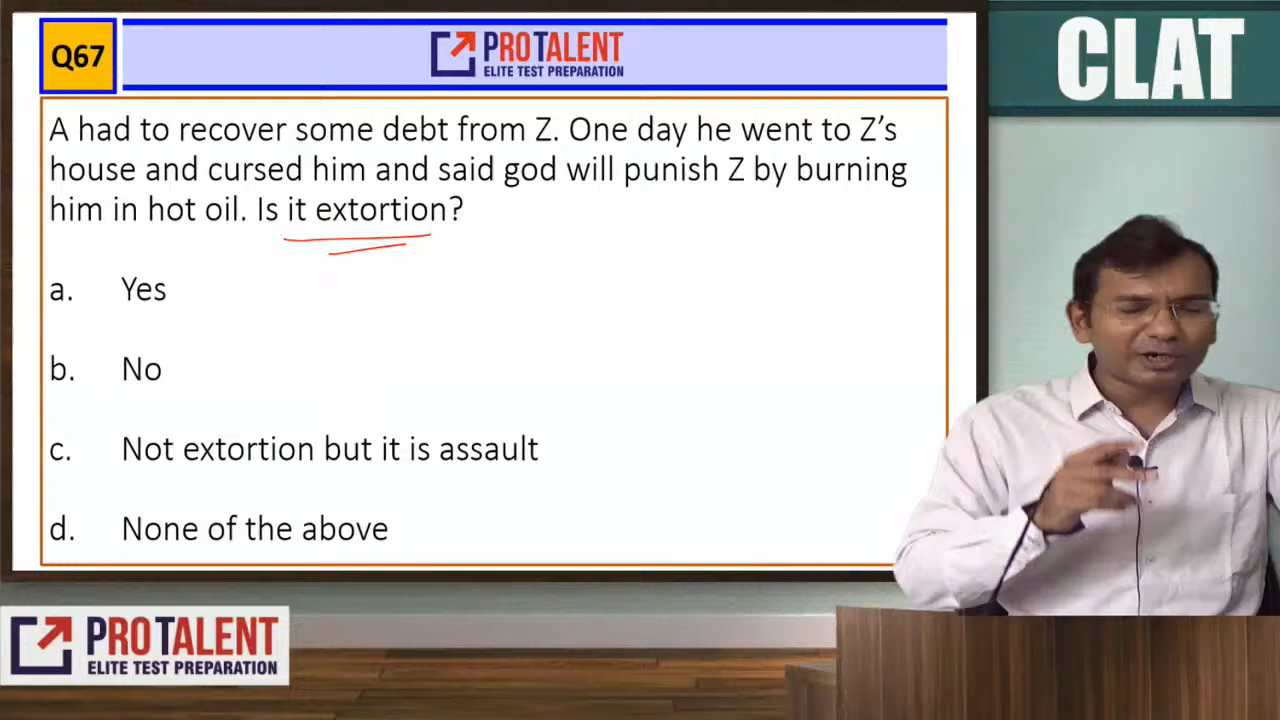 Q67
PROTALENT
ELITE TEST PREPARATION
CLAT
A had to recover some debt from Z. One day he went to Z’s
house and cursed him and said god will punish Z by burning
him in hot oil. Is it extortion?
a. Yes
b. No
c. Not extortion but it is assault
d. None of the above
PROTALENT
ELITE TEST PREPARATION